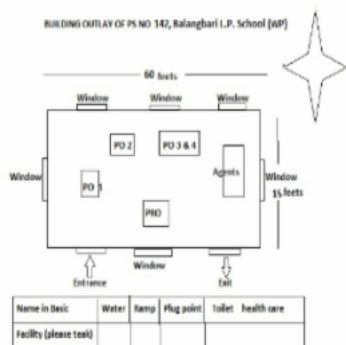 BUILDING OUTLAY OF PS NO 142, Balangbari L.P. School (WP)
60 feets
Window Window Window
PO 2 PO 3 & 4
Window Agents Window
PO 1 15 feets
PRO
Entrance Window Exit
Name in Basic Water Ramp Plug point Toilet health care
Facility (please teak)